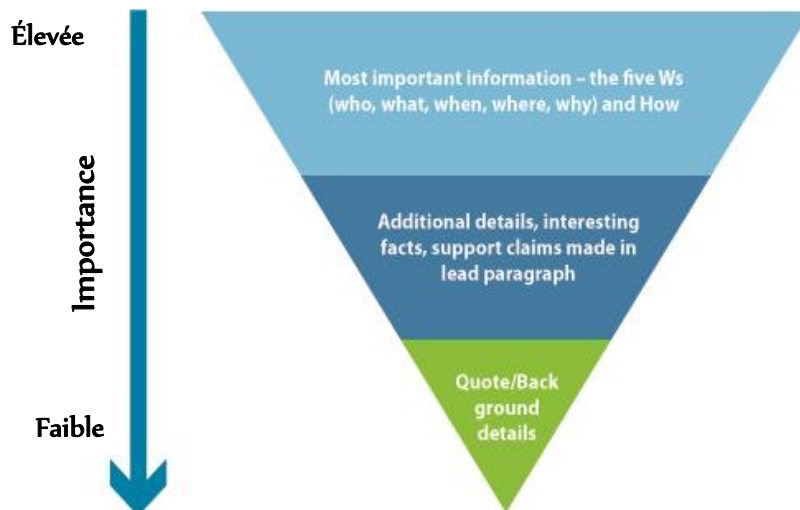 Élevée
Most important information – the five Ws
(who, what, when, where, why) and How
Importance
Additional details, interesting
facts, support claims made in
lead paragraph
Quote/Back
ground
details
Faible